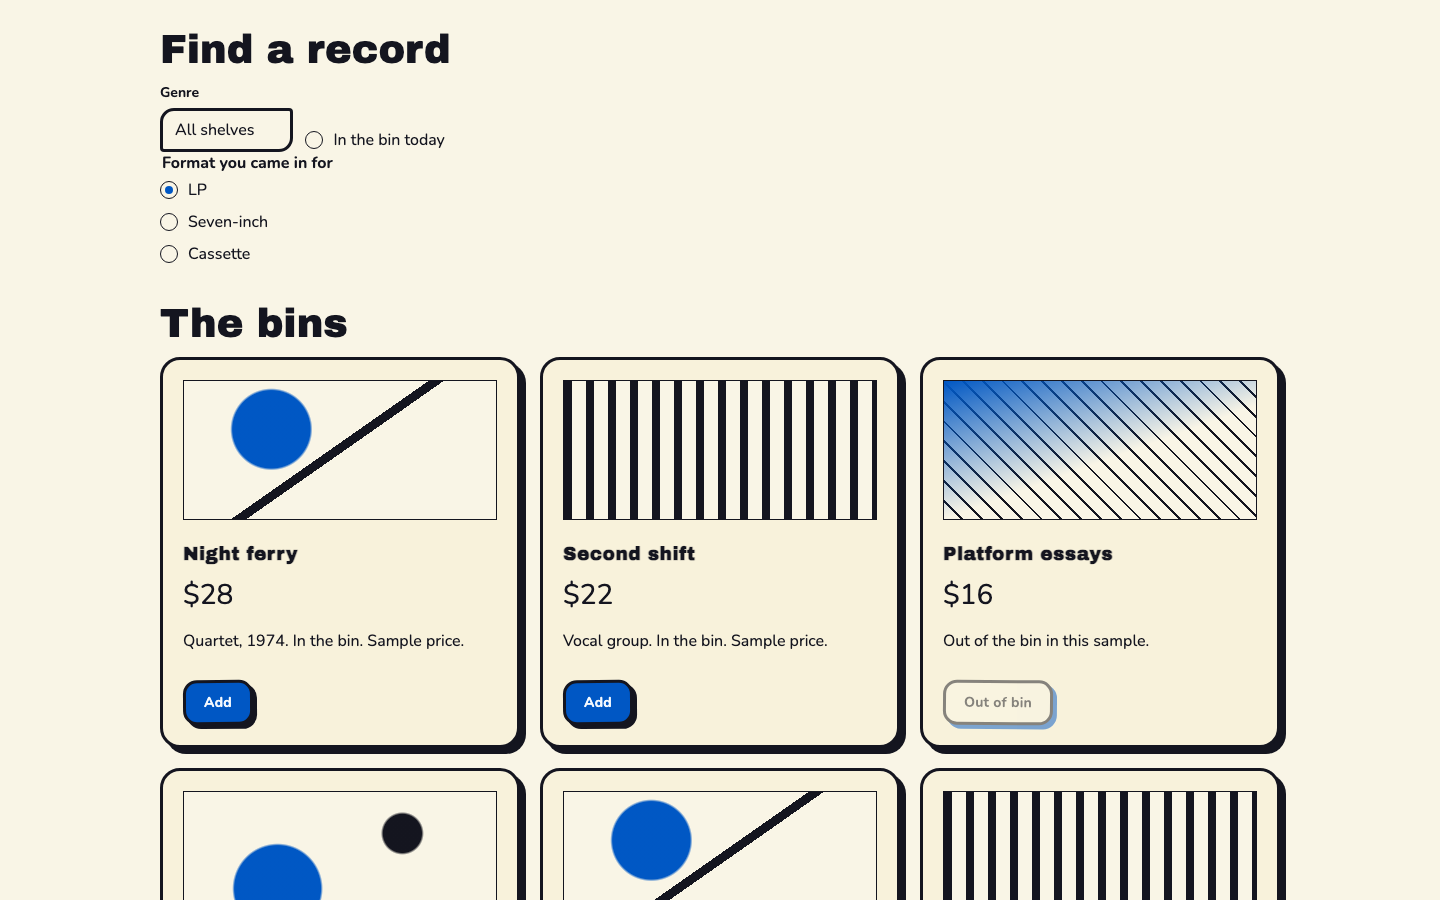 Find a record
Genre
All shelves
In the bin today
Format you came in for
LP
Seven-inch
Cassette
The bins
Night ferry
$28
Quartet, 1974. In the bin. Sample price.
Add
Second shift
$22
Vocal group. In the bin. Sample price.
Add
Platform essays
$16
Out of the bin in this sample.
Out of bin